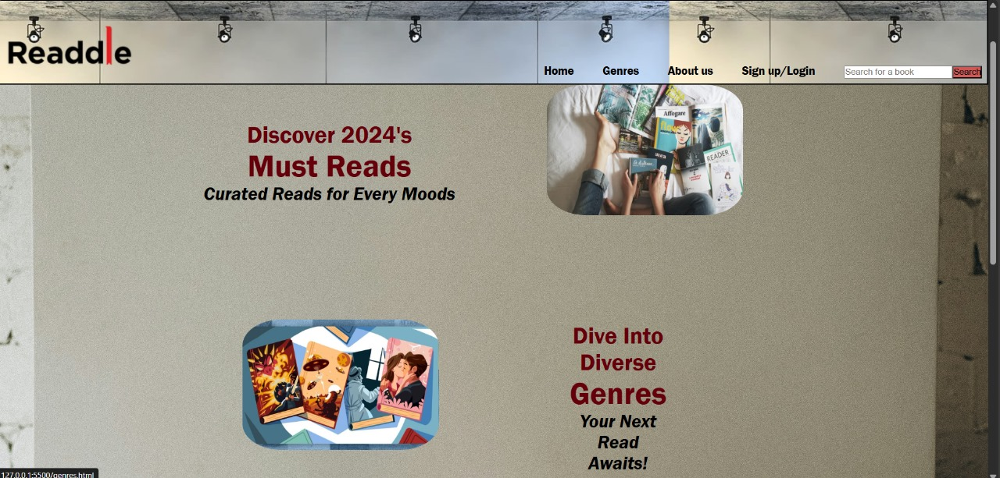 Readdle
Home Genres About us Sign up/Login Search for a book Search
Discover 2024's
Must Reads
Curated Reads for Every Moods
Affogare
READER
Dive Into
Diverse
Genres
Your Next
Read
Awaits!
127.0.0.1:5500/genres.html